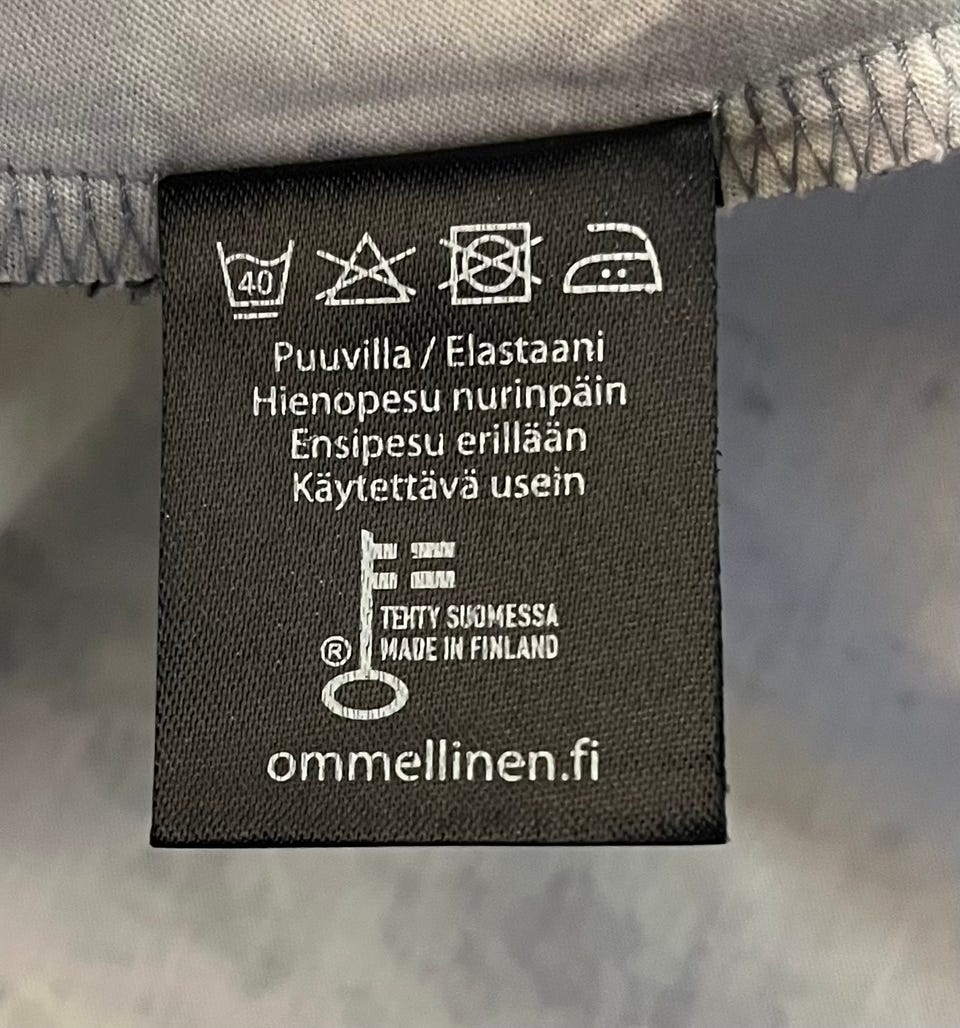 40
Puuvilla / Elastaani
Hienopesu nurinpäin
Ensipesu erillään
Käytettävä usein
TEHTY SUOMESSA
® MADE IN FINLAND
ommellinen.fi